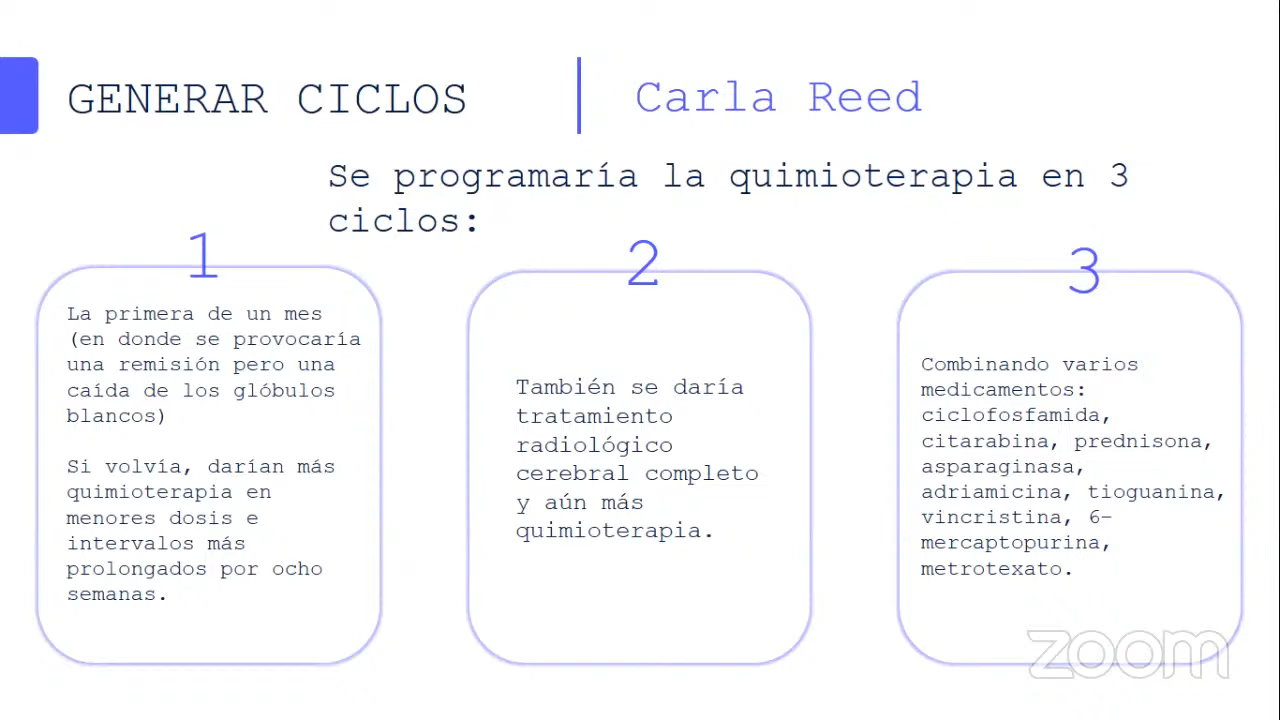 GENERAR CICLOS
Carla Reed
Se programaría la quimioterapia en 3
ciclos:
1
La primera de un mes
(en donde se provocaría
una remisión pero una
caída de los glóbulos
blancos)
Si volvía, darían más
quimioterapia en
menores dosis e
intervalos más
prolongados por ocho
semanas.
2
También se daría
tratamiento
radiológico
cerebral completo
y aún más
quimioterapia.
3
Combinando varios
medicamentos:
ciclofosfamida,
citarabina, prednisona,
asparaginasa,
adriamicina, tioguanina,
vincristina, 6-
mercaptopurina,
metrotexato.
zoom